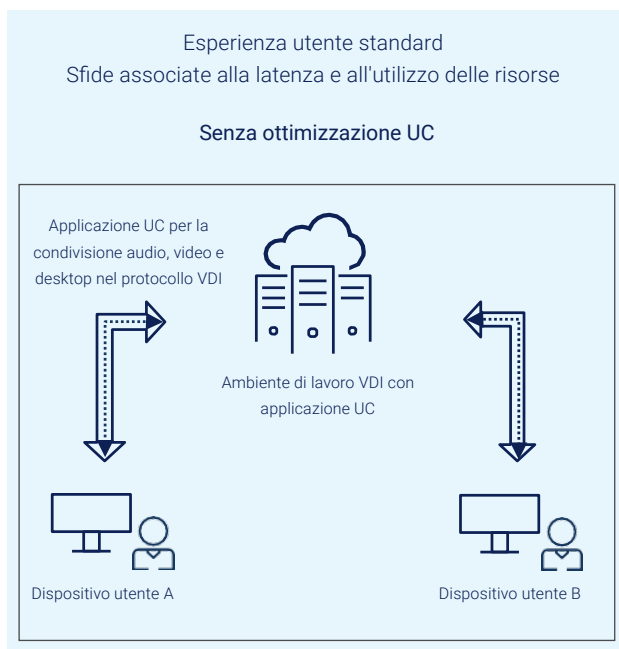 Esperienza utente standard
Sfide associate alla latenza e all'utilizzo delle risorse
Senza ottimizzazione UC
Applicazione UC per la
condivisione audio, video e
desktop nel protocollo VDI
Ambiente di lavoro VDI con
applicazione UC
Dispositivo utente A
Dispositivo utente B